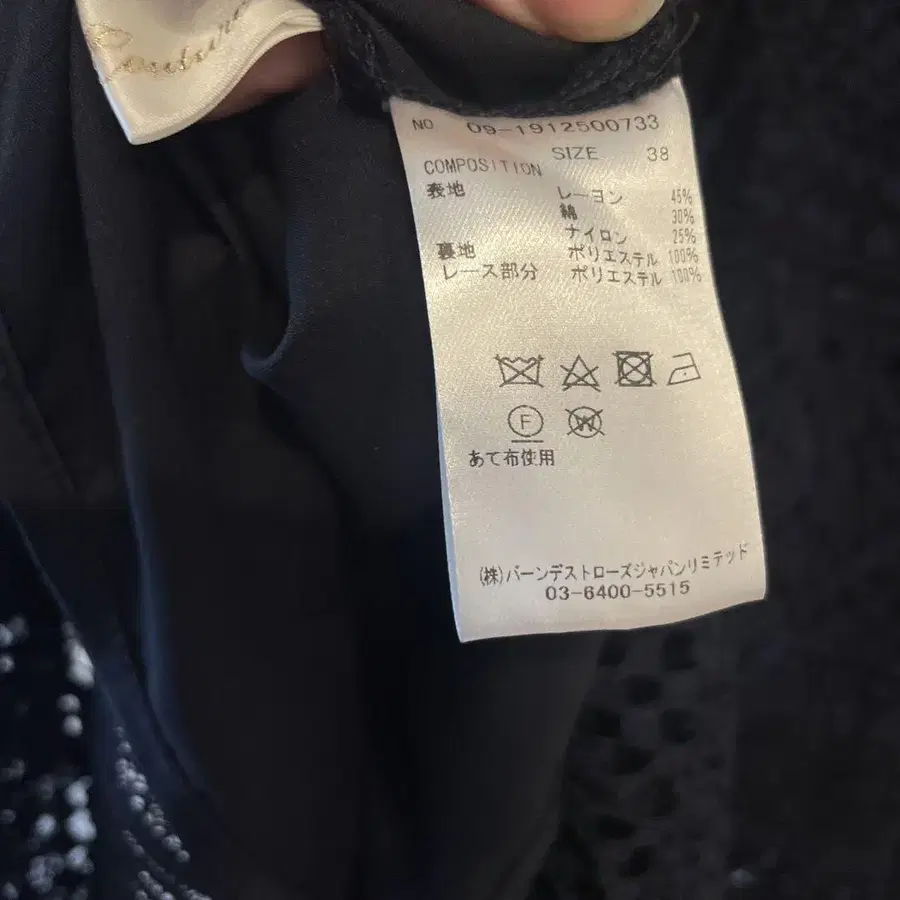 NO 09-1912500733
SIZE 38
COMPOSITION
表地 レーヨン 45%
綿 30%
ナイロン 25%
裏地 ポリエステル 100%
レース部分 ポリエステル 100%
F W
あて布使用
(株)バーンデストローズジャパンリミテッド
03-6400-5515